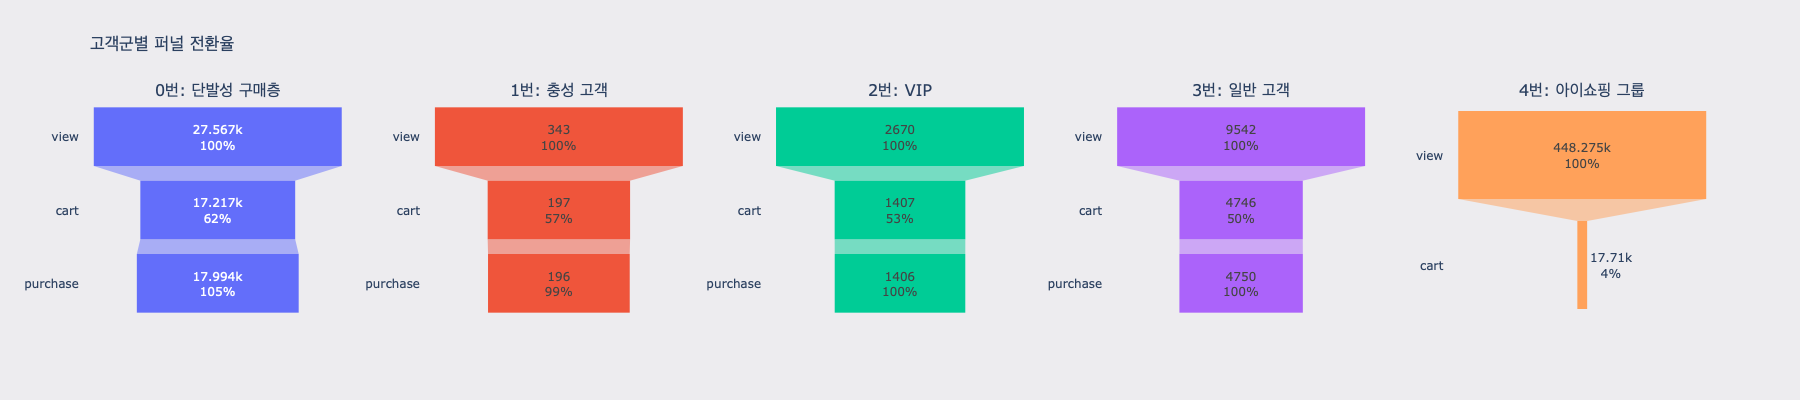 고객군별 퍼널 전환율
0번: 단발성 구매층
view
27.567k
100%
cart
17.217k
62%
purchase
17.994k
105%
1번: 충성 고객
view
343
100%
cart
197
57%
purchase
196
99%
2번: VIP
view
2670
100%
cart
1407
53%
purchase
1406
100%
3번: 일반 고객
view
9542
100%
cart
4746
50%
purchase
4750
100%
4번: 아이쇼핑 그룹
view
448.275k
100%
cart
17.71k
4%